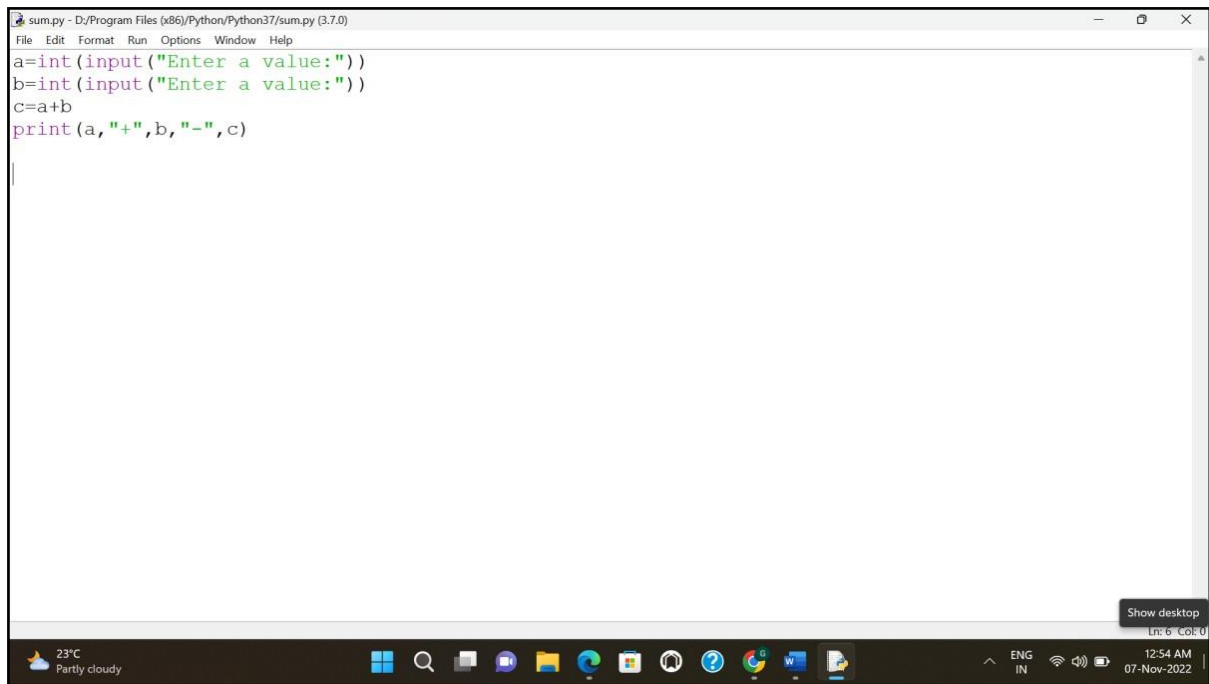 sum.py - D:/Program Files (x86)/Python/Python37/sum.py (3.7.0)
File Edit Format Run Options Window Help
a=int(input("Enter a value:"))
b=int(input("Enter a value:"))
c=a+b
print(a,"+",b,"-",c)
Show desktop
Ln: 6 Col: 0
23°C
Partly cloudy
ENG
IN
12:54 AM
07-Nov-2022